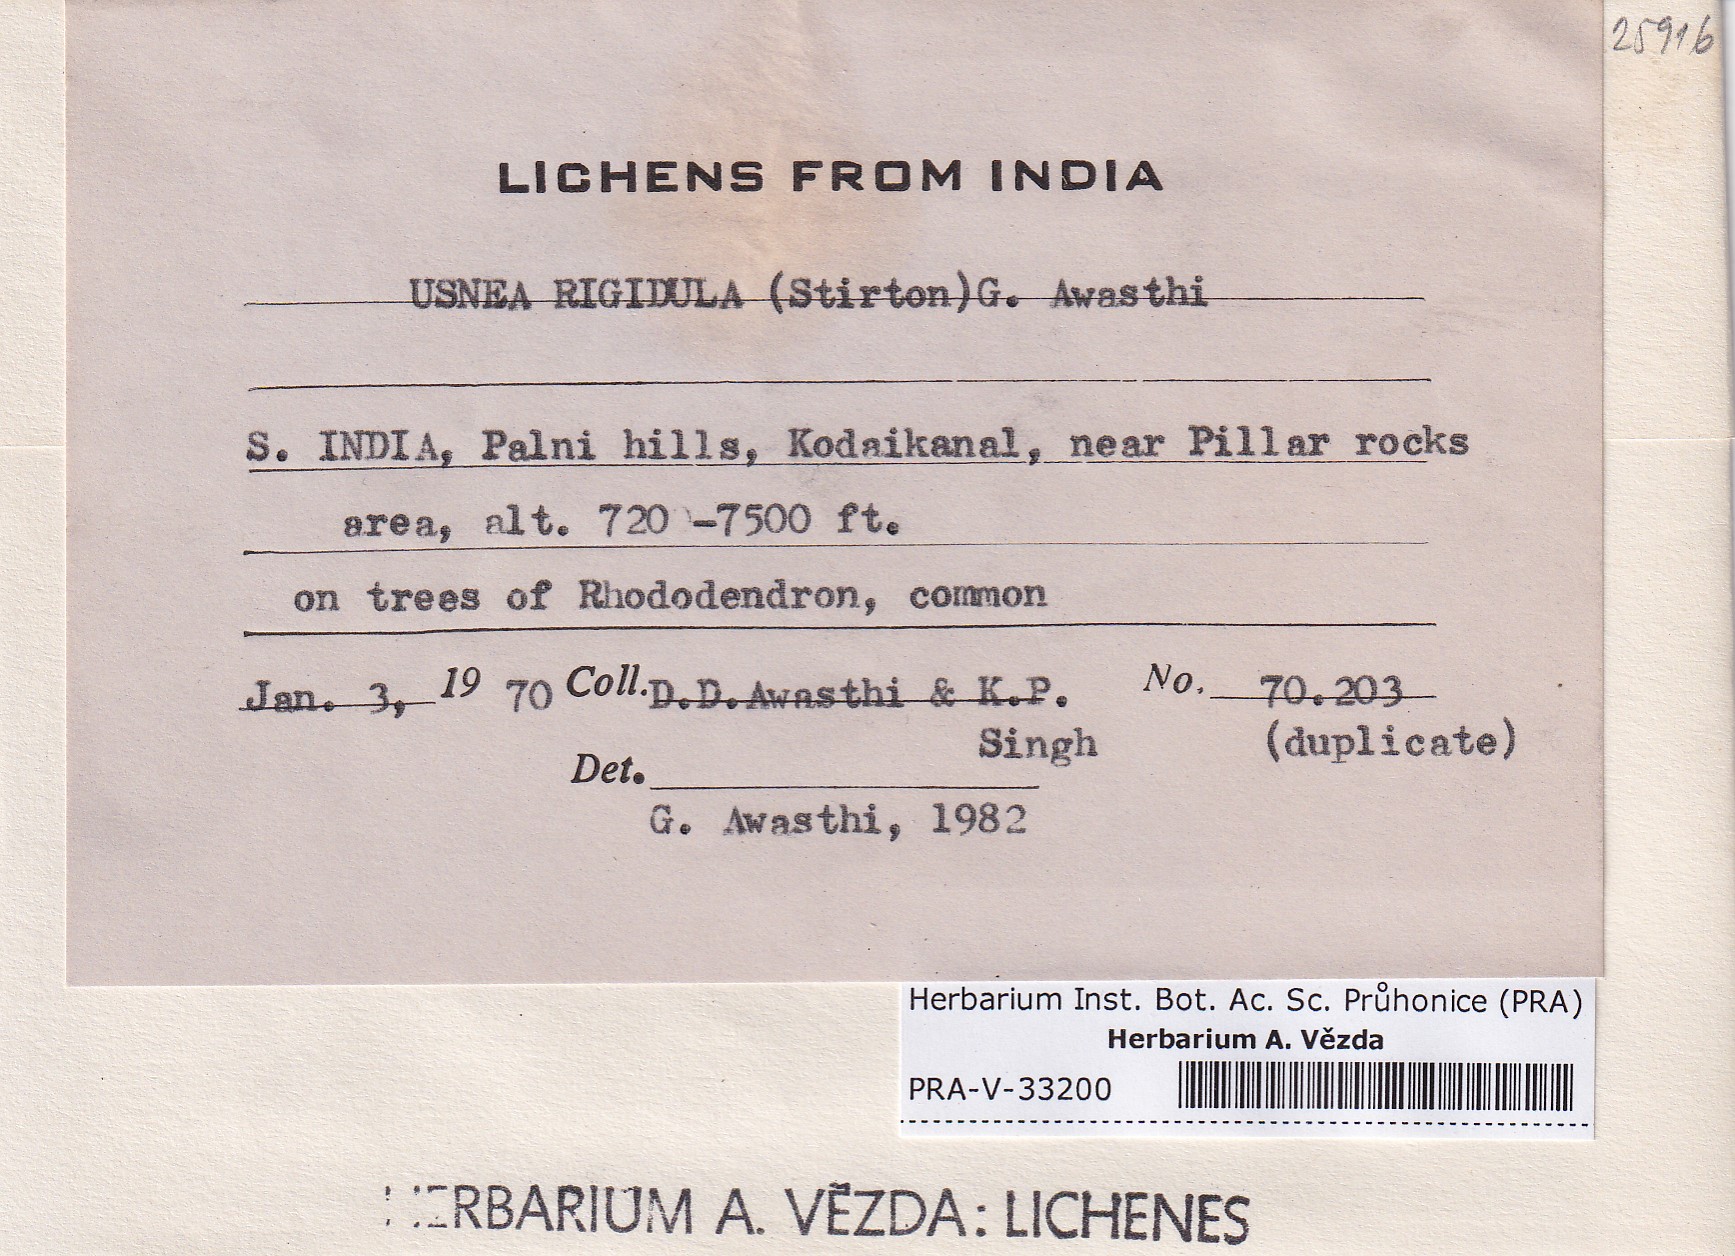 25916
LICHENS FROM INDIA
USNEA RIGIDULA (Stirton)G. Awasthi
S. INDIA, Palni hills, Kodaikanal, near Pillar rocks
area, alt. 720 -7500 ft.
on trees of Rhododendron, common
Jan. 3, 19 70 Coll. D.D.Awasthi & K.P. No. 70.203
Singh (duplicate)
Det.
G. Awasthi, 1982
Herbarium Inst. Bot. Ac. Sc. Průhonice (PRA)
Herbarium A. Vězda
PRA-V-33200
HERBARIUM A. VĚZDA: LICHENES